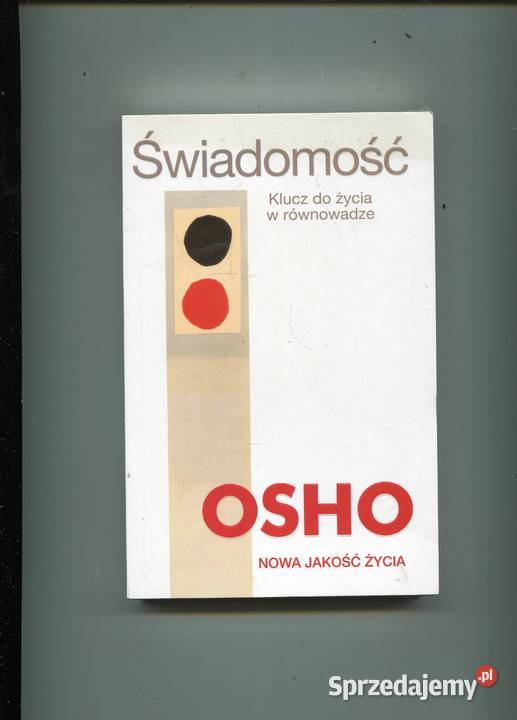 Świadomość
Klucz do życia
w równowadze
OSHO
NOWA JAKOŚĆ ŻYCIA
Sprzedajemy.pl